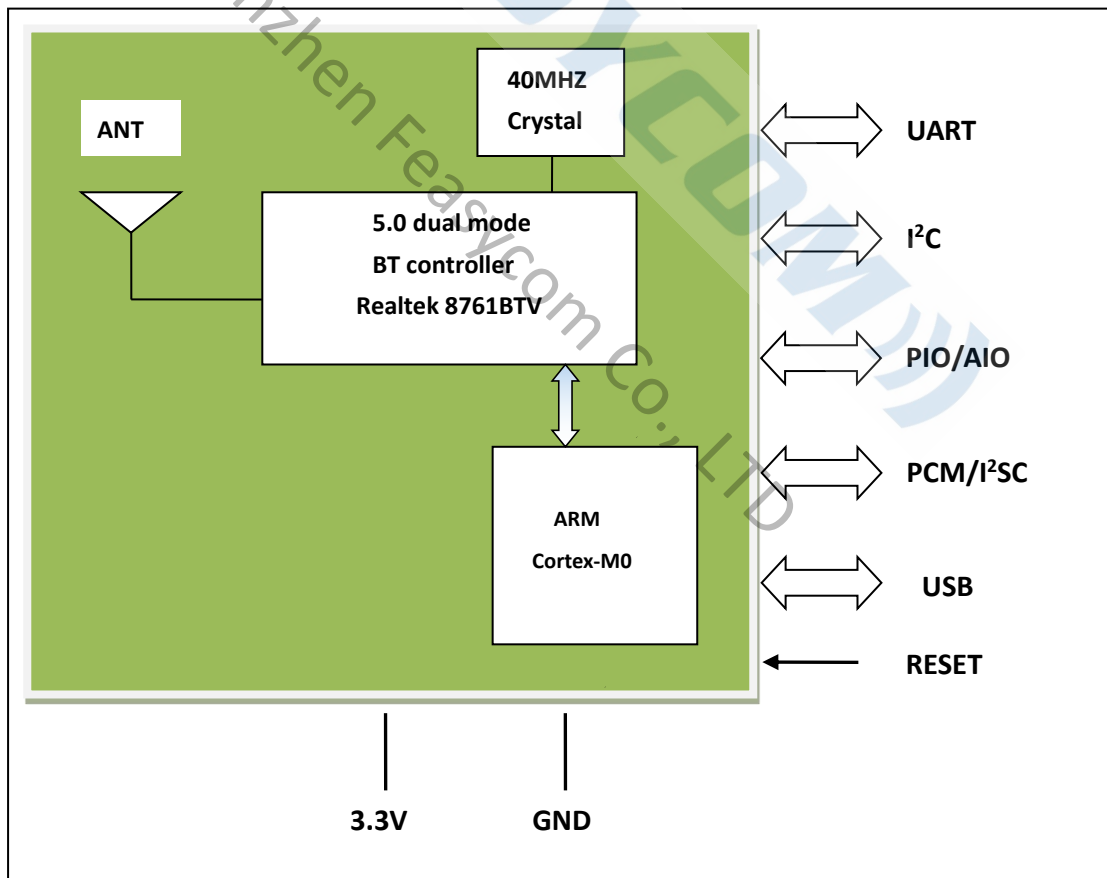 40MHZ
Crystal
ANT
5.0 dual mode
BT controller
Realtek 8761BTV
ARM
Cortex-M0
UART
I²C
PIO/AIO
PCM/I²SC
USB
RESET
3.3V
GND
nzhen Feasycom Co., LTD
YCOM